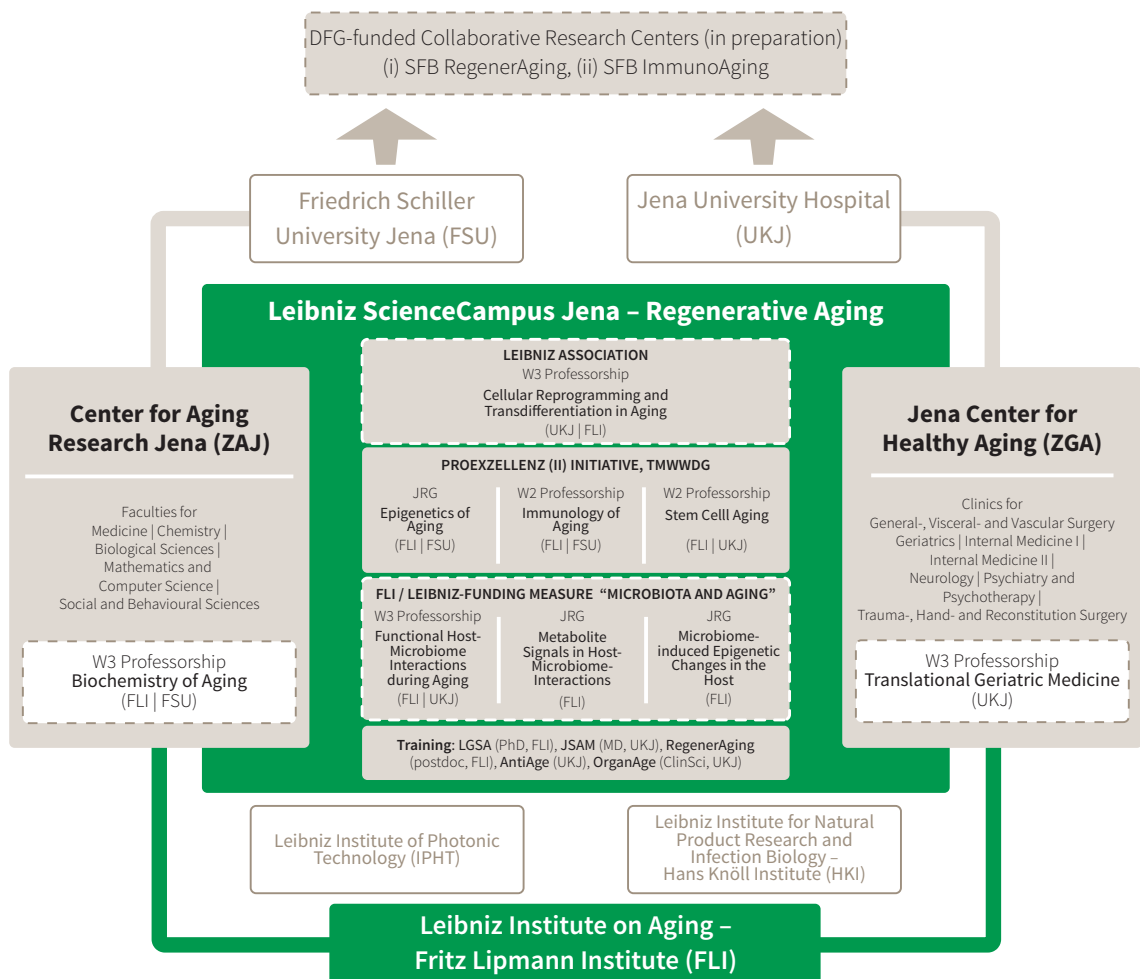 DFG-funded Collaborative Research Centers (in preparation)
(i) SFB RegenerAging, (ii) SFB ImmunoAging
Friedrich Schiller
University Jena (FSU)
Jena University Hospital
(UKJ)
Leibniz ScienceCampus Jena – Regenerative Aging
LEIBNIZ ASSOCIATION
W3 Professorship
Cellular Reprogramming and
Transdifferentiation in Aging
(UKJ | FLI)
PROEXZELLENZ (II) INITIATIVE, TMWWDG
JRG
Epigenetics of
Aging
(FLI | FSU)
W2 Professorship
Immunology of
Aging
(FLI | FSU)
W2 Professorship
Stem Celll Aging
(FLI | UKJ)
FLI / LEIBNIZ-FUNDING MEASURE “MICROBIOTA AND AGING”
W3 Professorship
Functional Host-
Microbiome
Interactions
during Aging
(FLI | UKJ)
JRG
Metabolite
Signals in Host-
Microbiome-
Interactions
(FLI)
JRG
Microbiome-
induced Epigenetic
Changes in the
Host
(FLI)
Training: LGSA (PhD, FLI), JSAM (MD, UKJ), RegenerAging
(postdoc, FLI), AntiAge (UKJ), OrganAge (ClinSci, UKJ)
Center for Aging
Research Jena (ZAJ)
Faculties for
Medicine | Chemistry |
Biological Sciences |
Mathematics and
Computer Science |
Social and Behavioural Sciences
W3 Professorship
Biochemistry of Aging
(FLI | FSU)
Jena Center for
Healthy Aging (ZGA)
Clinics for
General-, Visceral- and Vascular Surgery
Geriatrics | Internal Medicine I |
Internal Medicine II |
Neurology | Psychiatry and
Psychotherapy |
Trauma-, Hand- and Reconstitution Surgery
W3 Professorship
Translational Geriatric Medicine
(UKJ)
Leibniz Institute of Photonic
Technology (IPHT)
Leibniz Institute for Natural
Product Research and
Infection Biology –
Hans Knöll Institute (HKI)
Leibniz Institute on Aging –
Fritz Lipmann Institute (FLI)